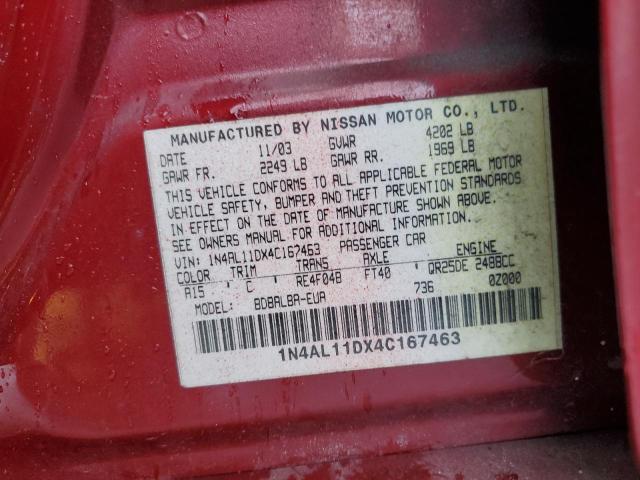 MANUFACTURED BY NISSAN MOTOR CO., LTD.
DATE 11/03 GVWR 4202 LB
GAWR FR. 2249 LB GAWR RR. 1969 LB
THIS VEHICLE CONFORMS TO ALL APPLICABLE FEDERAL MOTOR
VEHICLE SAFETY, BUMPER AND THEFT PREVENTION STANDARDS
IN EFFECT ON THE DATE OF MANUFACTURE SHOWN ABOVE.
SEE OWNERS MANUAL FOR ADDITIONAL INFORMATION.
VIN: 1N4AL11DX4C167463 PASSENGER CAR
COLOR TRIM TRANS AXLE ENGINE
A15 C RE4F04B FT40 QR25DE 2488CC
MODEL: BDBALBA-EUA 736 0Z000
1N4AL11DX4C167463